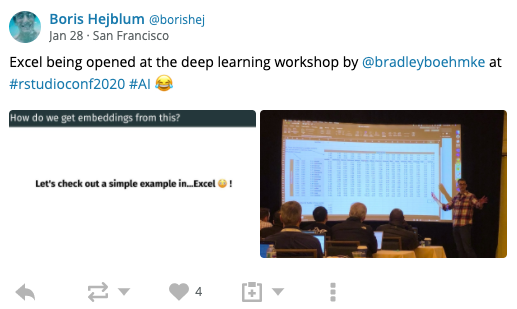 Boris Hejblum @borishej
Jan 28 · San Francisco
Excel being opened at the deep learning workshop by @bradleyboehmke at
#rstudioconf2020 #AI 😂
How do we get embeddings from this?
Let's check out a simple example in...Excel 😳 !
4